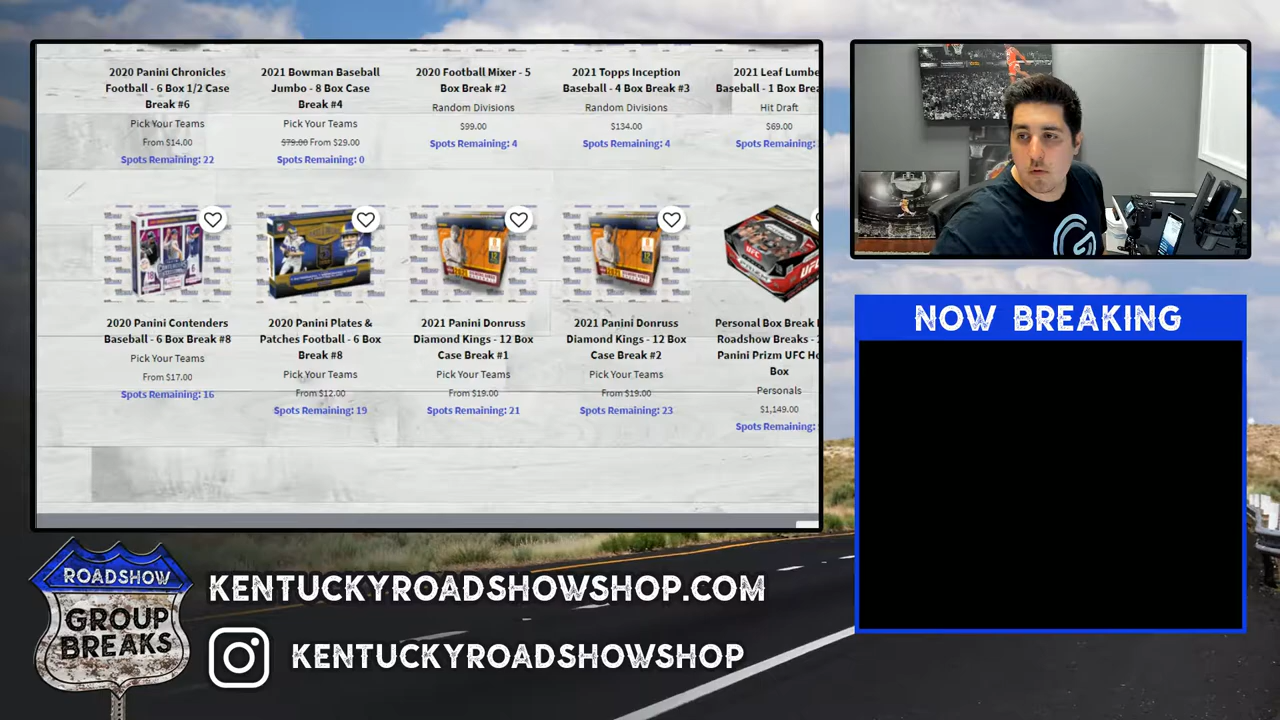 2020 Panini Chronicles
Football - 6 Box 1/2 Case
Break #6
Pick Your Teams
From $14.00
Spots Remaining: 22
2021 Bowman Baseball
Jumbo - 8 Box Case
Break #4
Pick Your Teams
$79.00 From $29.00
Spots Remaining: 0
2020 Football Mixer - 5
Box Break #2
Random Divisions
$99.00
Spots Remaining: 4
2021 Topps Inception
Baseball - 4 Box Break #3
Random Divisions
$134.00
Spots Remaining: 4
2021 Leaf Lumbe
Baseball - 1 Box Brea
Hit Draft
$69.00
Spots Remaining:
2020 Panini Contenders
Baseball - 6 Box Break #8
Pick Your Teams
From $17.00
Spots Remaining: 16
2020 Panini Plates &
Patches Football - 6 Box
Break #8
Pick Your Teams
From $12.00
Spots Remaining: 19
2021 Panini Donruss
Diamond Kings - 12 Box
Case Break #1
Pick Your Teams
From $19.00
Spots Remaining: 21
2021 Panini Donruss
Diamond Kings - 12 Box
Case Break #2
Pick Your Teams
From $19.00
Spots Remaining: 23
Personal Box Break
Roadshow Breaks -
Panini Prizm UFC Ho
Box
Personals
$1,149.00
Spots Remaining:
NOW BREAKING
ROADSHOW
GROUP
BREAKS
KENTUCKYROADSHOWSHOP.COM
KENTUCKYROADSHOWSHOP